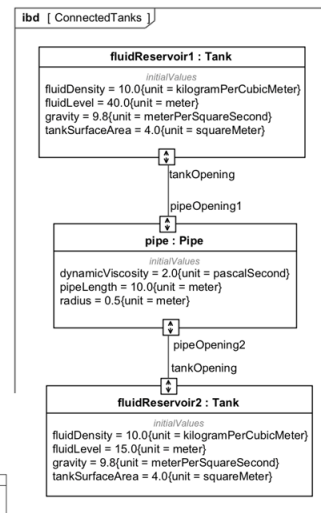 ibd [ ConnectedTanks ]
fluidReservoir1 : Tank
initialValues
fluidDensity = 10.0{unit = kilogramPerCubicMeter}
fluidLevel = 40.0{unit = meter}
gravity = 9.8{unit = meterPerSquareSecond}
tankSurfaceArea = 4.0{unit = squareMeter}
tankOpening
pipeOpening1
pipe : Pipe
initialValues
dynamicViscosity = 2.0{unit = pascalSecond}
pipeLength = 10.0{unit = meter}
radius = 0.5{unit = meter}
pipeOpening2
tankOpening
fluidReservoir2 : Tank
initialValues
fluidDensity = 10.0{unit = kilogramPerCubicMeter}
fluidLevel = 15.0{unit = meter}
gravity = 9.8{unit = meterPerSquareSecond}
tankSurfaceArea = 4.0{unit = squareMeter}